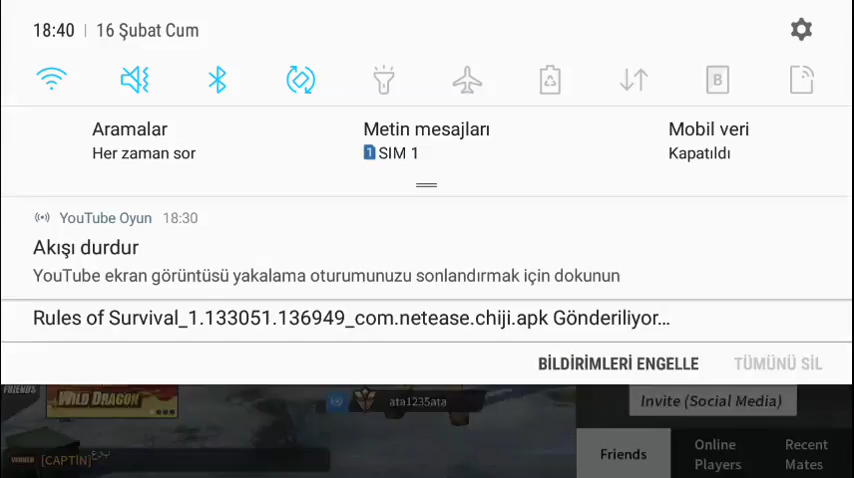 18:40 | 16 Şubat Cum
B
Aramalar
Her zaman sor
Metin mesajları
1 SIM 1
Mobil veri
Kapatıldı
YouTube Oyun 18:30
Akışı durdur
YouTube ekran görüntüsü yakalama oturumunuzu sonlandırmak için dokunun
Rules of Survival_1.133051.136949_com.netease.chiji.apk Gönderiliyor...
BİLDİRİMLERİ ENGELLE
TÜMÜNÜ SİL
FRIENDS
WILD DRAGON
ata1235ata
Invite (Social Media)
WINNER [CAPTİN]
Friends
Online
Players
Recent
Mates